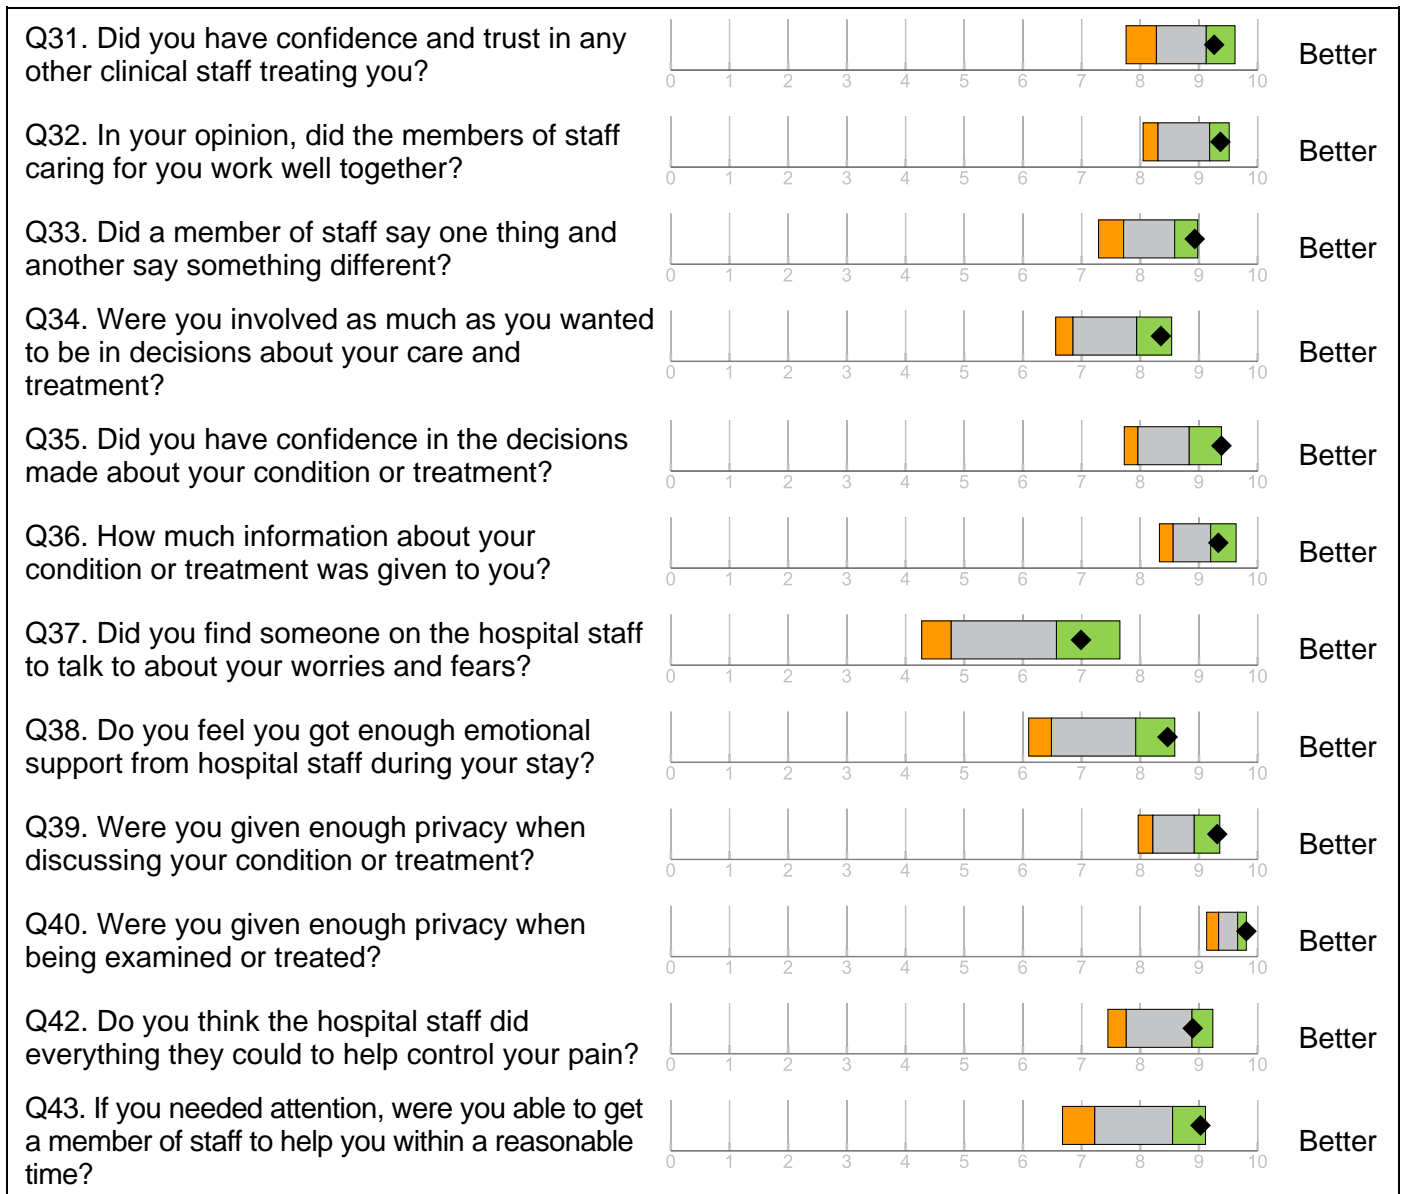 Q31. Did you have confidence and trust in any
other clinical staff treating you?
0 1 2 3 4 5 6 7 8 9 10
Better
Q32. In your opinion, did the members of staff
caring for you work well together?
0 1 2 3 4 5 6 7 8 9 10
Better
Q33. Did a member of staff say one thing and
another say something different?
0 1 2 3 4 5 6 7 8 9 10
Better
Q34. Were you involved as much as you wanted
to be in decisions about your care and
treatment?
0 1 2 3 4 5 6 7 8 9 10
Better
Q35. Did you have confidence in the decisions
made about your condition or treatment?
0 1 2 3 4 5 6 7 8 9 10
Better
Q36. How much information about your
condition or treatment was given to you?
0 1 2 3 4 5 6 7 8 9 10
Better
Q37. Did you find someone on the hospital staff
to talk to about your worries and fears?
0 1 2 3 4 5 6 7 8 9 10
Better
Q38. Do you feel you got enough emotional
support from hospital staff during your stay?
0 1 2 3 4 5 6 7 8 9 10
Better
Q39. Were you given enough privacy when
discussing your condition or treatment?
0 1 2 3 4 5 6 7 8 9 10
Better
Q40. Were you given enough privacy when
being examined or treated?
0 1 2 3 4 5 6 7 8 9 10
Better
Q42. Do you think the hospital staff did
everything they could to help control your pain?
0 1 2 3 4 5 6 7 8 9 10
Better
Q43. If you needed attention, were you able to get
a member of staff to help you within a reasonable
time?
0 1 2 3 4 5 6 7 8 9 10
Better